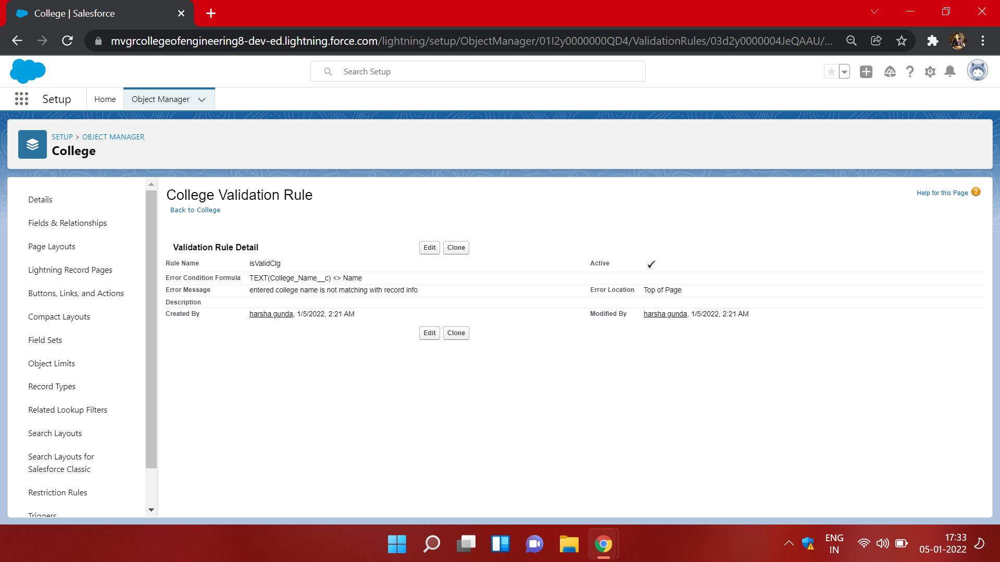 College | Salesforce
mvgrcollegeofengineering8-dev-ed.lightning.force.com/lightning/setup/ObjectManager/01I2y0000000QD4/ValidationRules/03d2y0000004JeQAAU/...
Search Setup
Setup
Home
Object Manager
SETUP > OBJECT MANAGER
College
Details
Fields & Relationships
Page Layouts
Lightning Record Pages
Buttons, Links, and Actions
Compact Layouts
Field Sets
Object Limits
Record Types
Related Lookup Filters
Search Layouts
Search Layouts for
Salesforce Classic
Restriction Rules
Triggers
College Validation Rule
Help for this Page
Back to College
Validation Rule Detail
Edit Clone
Rule Name isValidClg Active
Error Condition Formula TEXT(College_Name__c) <> Name
Error Message entered college name is not matching with record info Error Location Top of Page
Description
Created By harsha gunda, 1/5/2022, 2:21 AM Modified By harsha gunda, 1/5/2022, 2:21 AM
Edit Clone
ENG
IN
17:33
05-01-2022